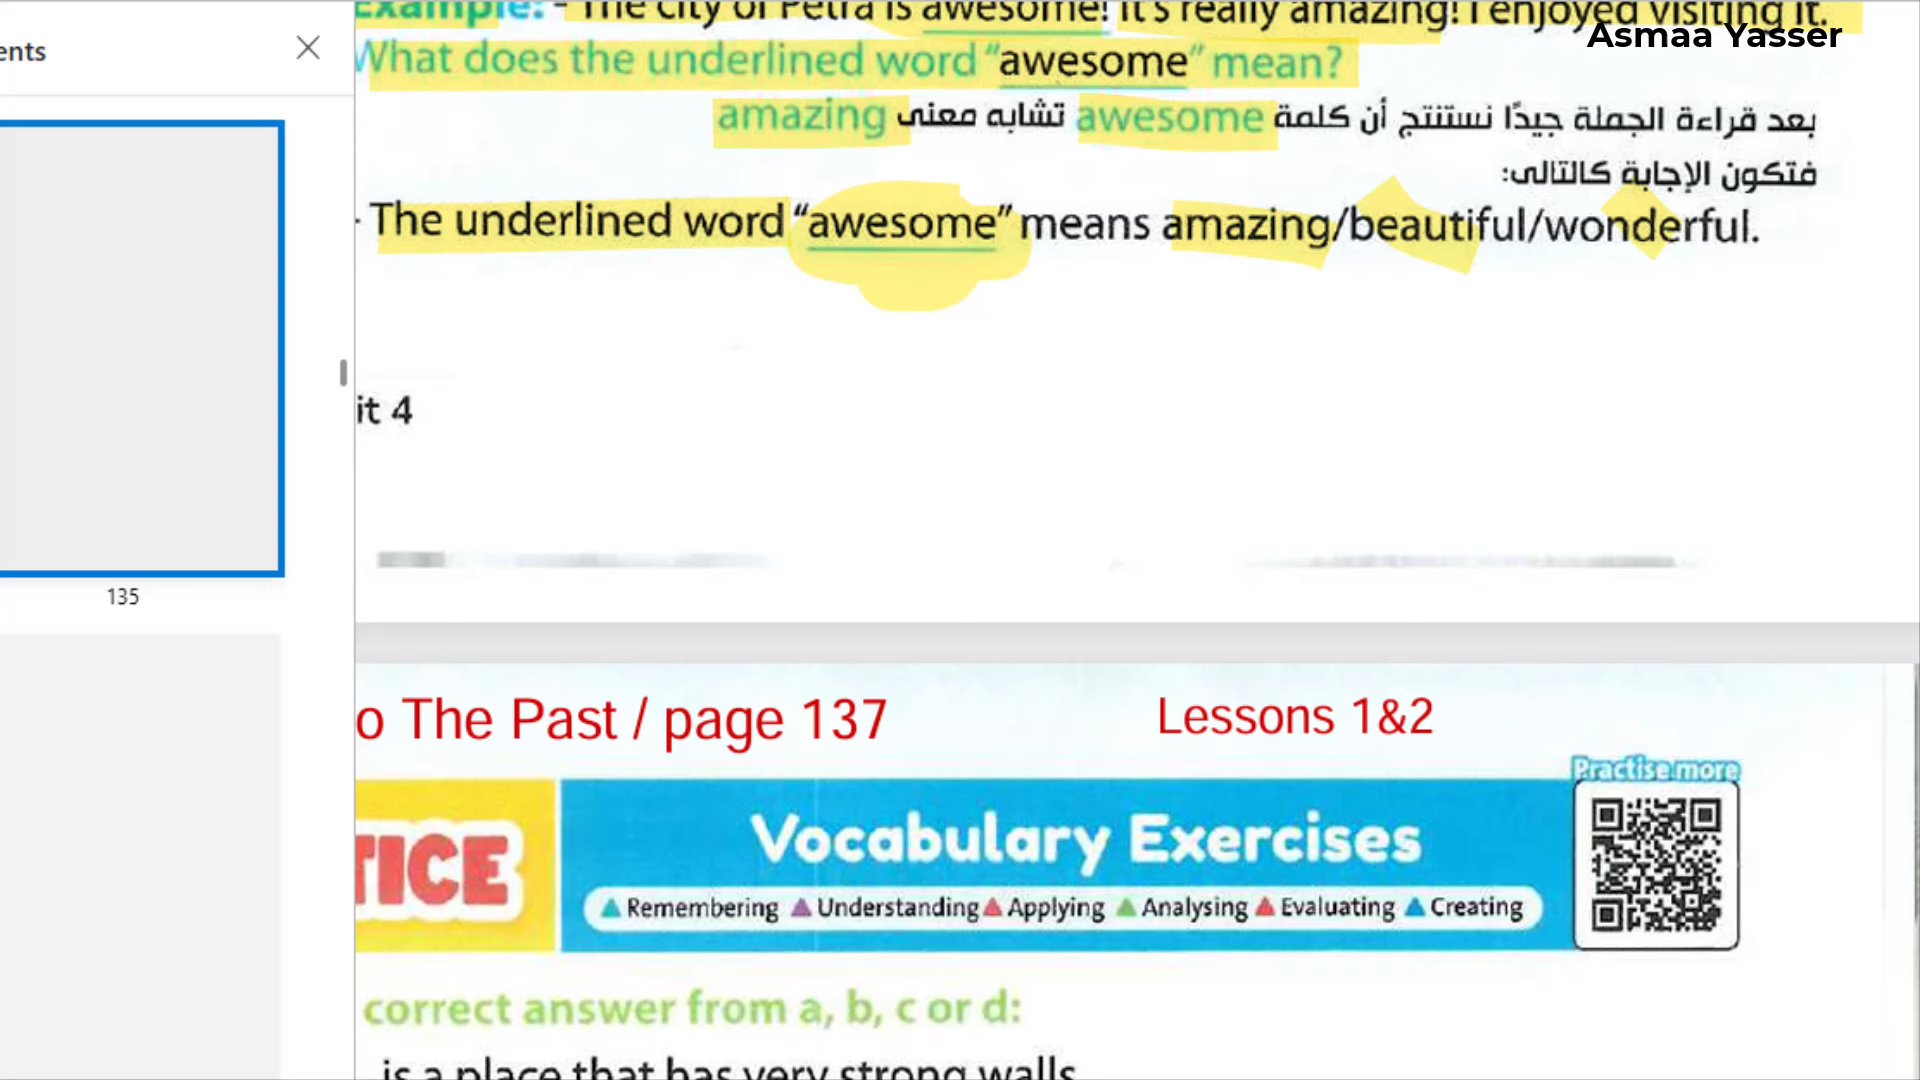 Example: - The city of Petra is awesome! It's really amazing! I enjoyed visiting it.
Asmaa Yasser
ents
What does the underlined word “awesome” mean?
بعد قراءة الجملة جيدًا نستنتج أن كلمة awesome تشابه معنى amazing
فتكون الإجابة كالتالى:
- The underlined word “awesome” means amazing/beautiful/wonderful.
it 4
135
o The Past / page 137
Lessons 1&2
Practise more
TICE
Vocabulary Exercises
Remembering Understanding Applying Analysing Evaluating Creating
correct answer from a, b, c or d:
is a place that has very strong walls